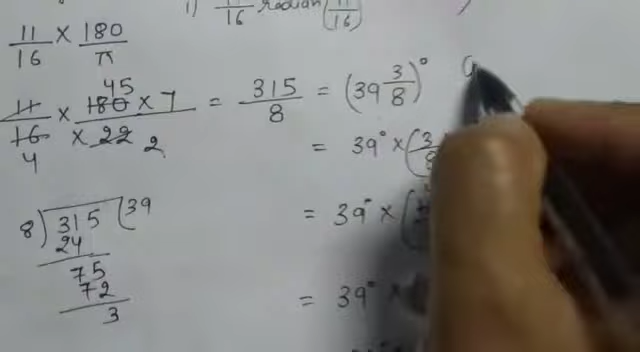 1) 11/16 radian (11/16)
11/16 × 180/π
11/16 × 180 × 7 / × 22 = 315/8 = (39 3/8)°
45
4
2
= 39° × (3/8
= 39° × (
= 39° ×
8) 315 (39
24
75
72
3